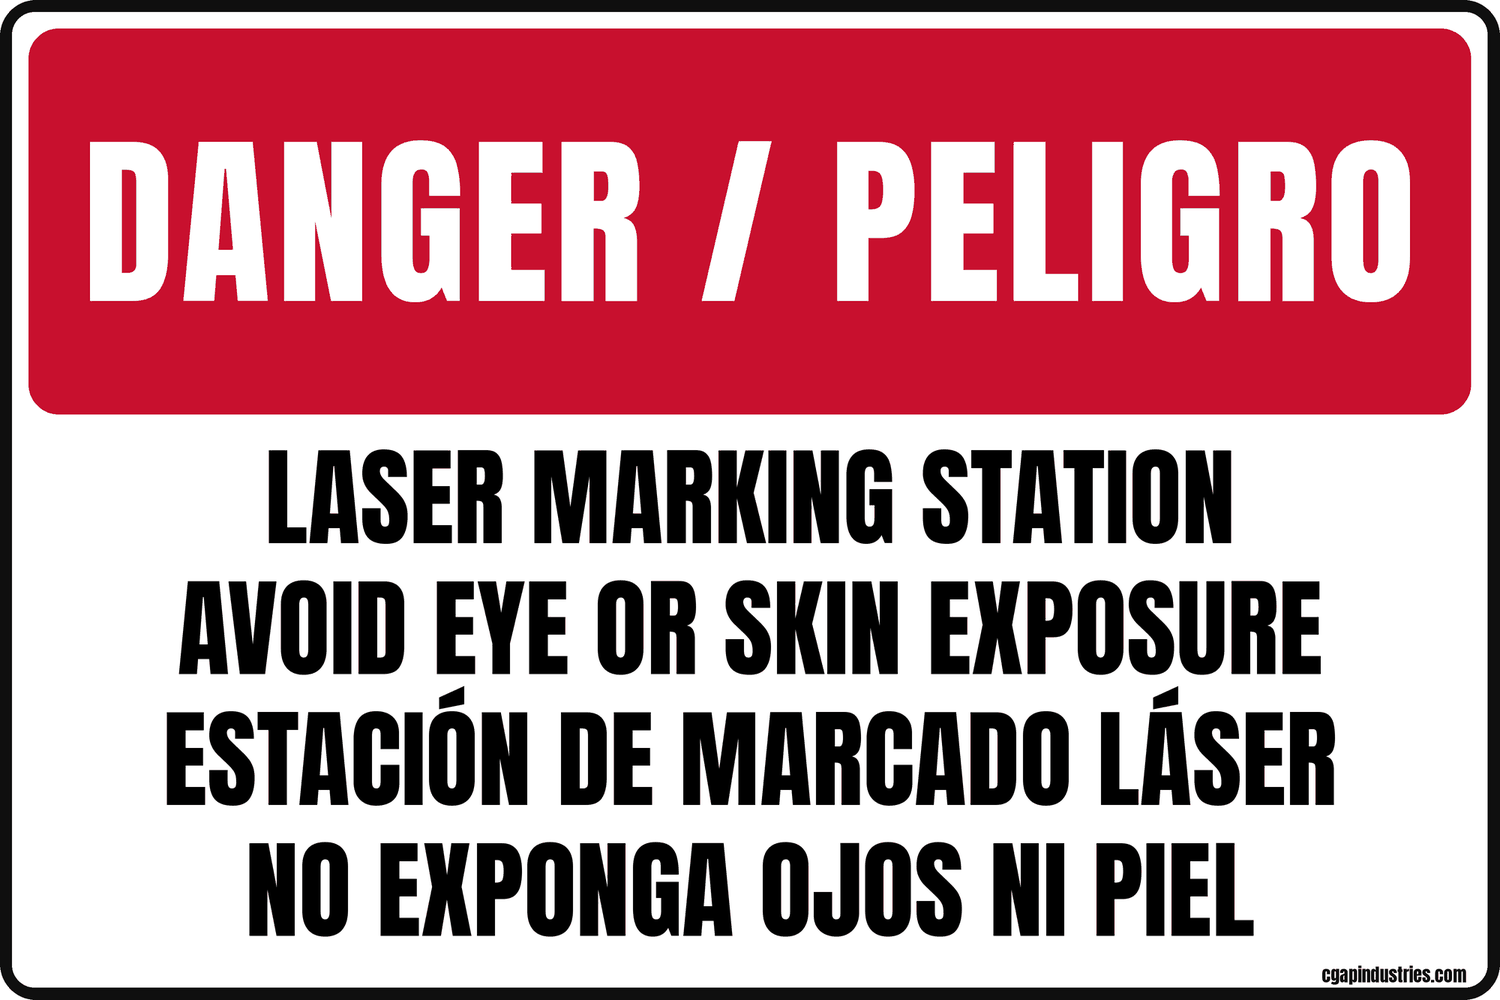 DANGER / PELIGRO
LASER MARKING STATION
AVOID EYE OR SKIN EXPOSURE
ESTACIÓN DE MARCADO LÁSER
NO EXPONGA OJOS NI PIEL
cgapindustries.com